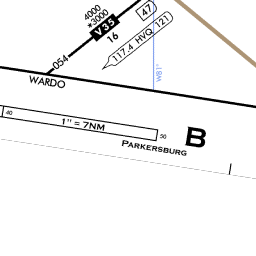 4000
*3000
V35
16
47
117.4 HVQ 121
054
W81°
WARDO
40
1" = 7NM
50
B
PARKERSBURG